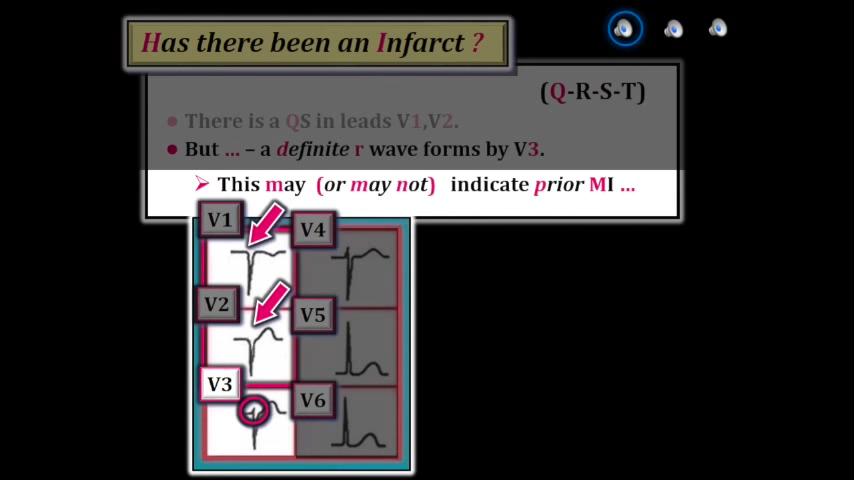 Has there been an Infarct ?
(Q-R-S-T)
• There is a QS in leads V1,V2.
• But ... – a definite r wave forms by V3.
➢ This may (or may not) indicate prior MI ...
V1
V4
V2
V5
V3
V6